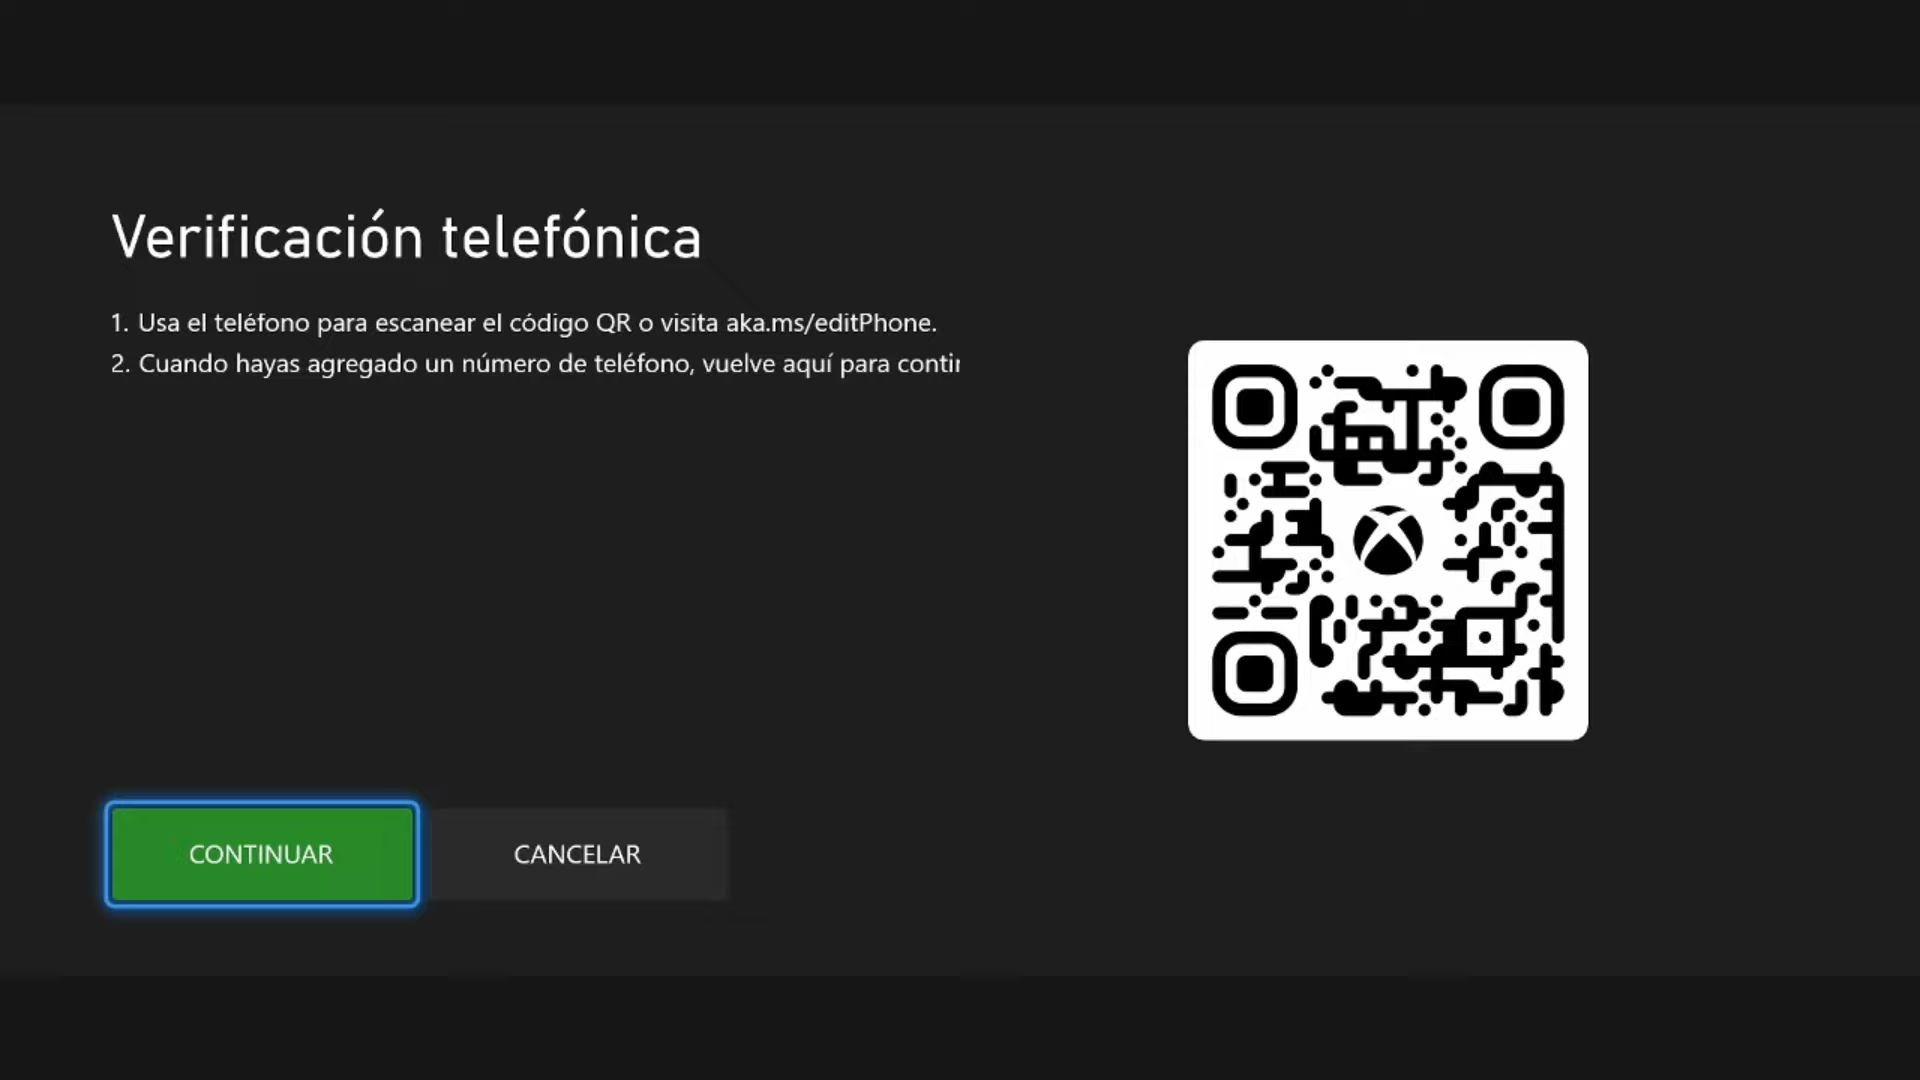 Verificación telefónica
1. Usa el teléfono para escanear el código QR o visita aka.ms/editPhone.
2. Cuando hayas agregado un número de teléfono, vuelve aquí para contin
CONTINUAR
CANCELAR